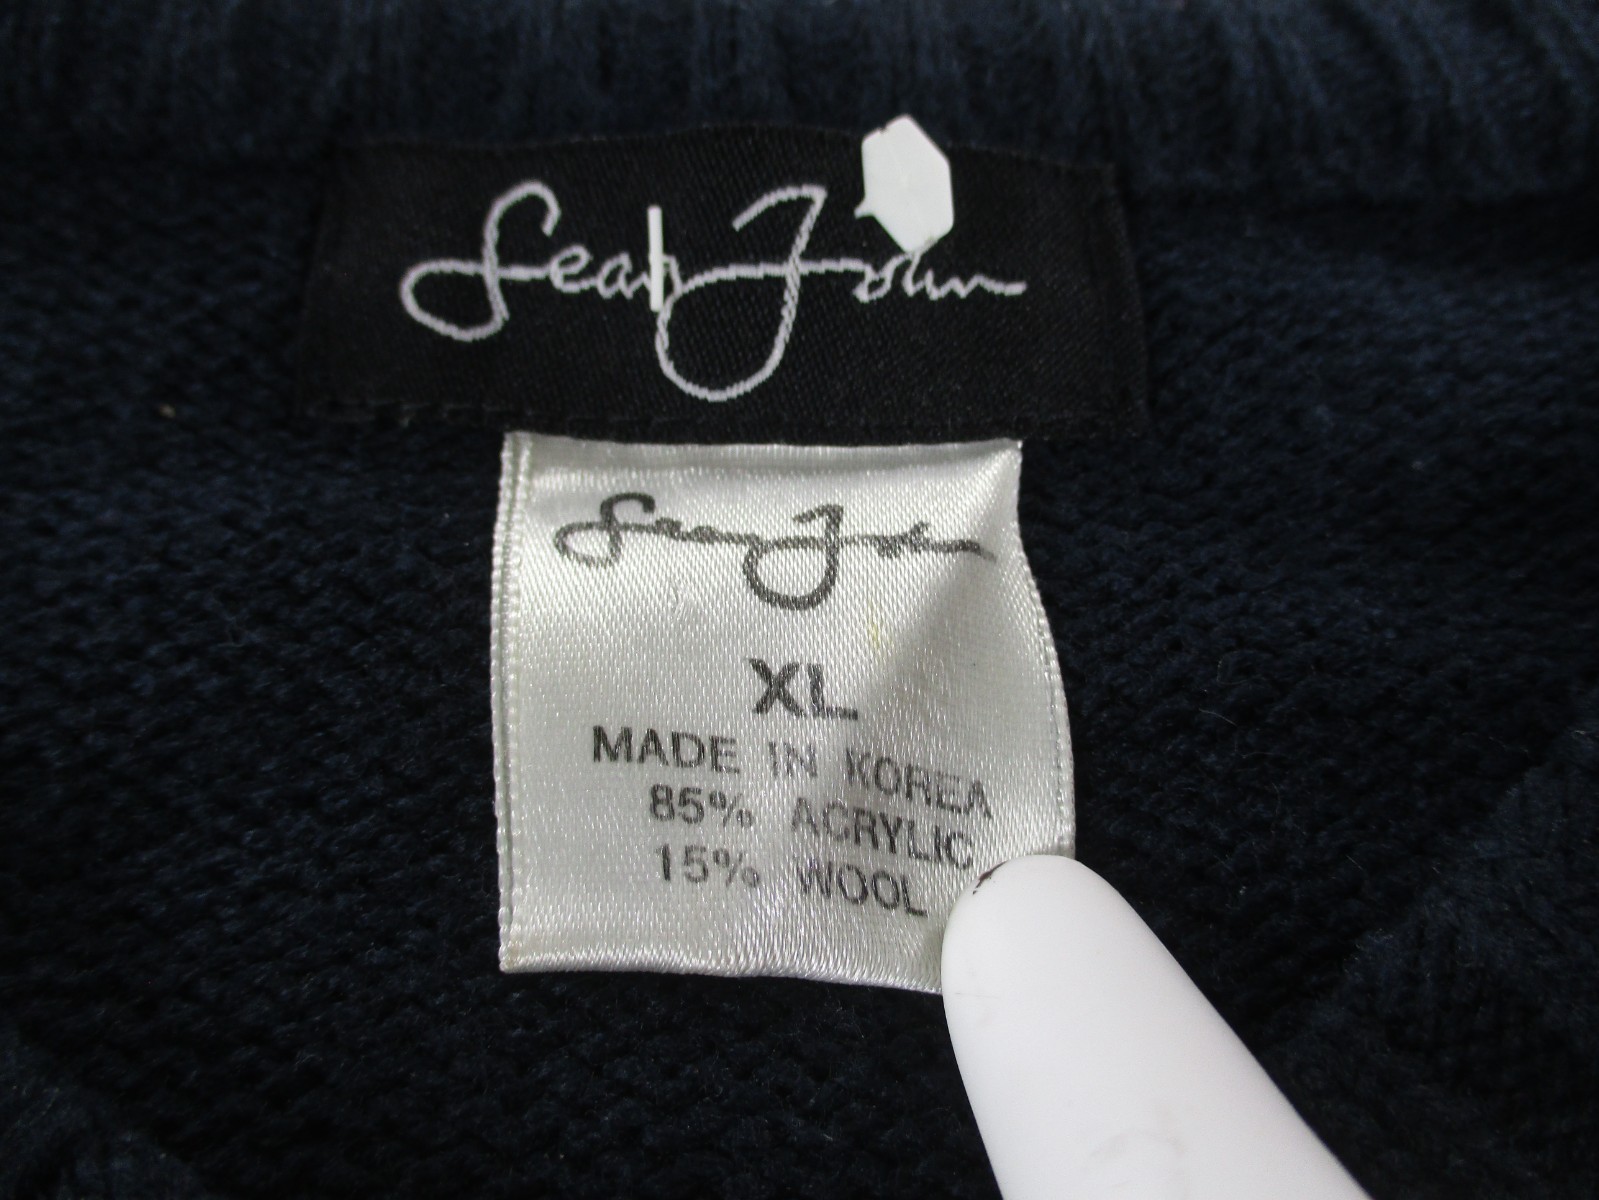 Sean John
Sean John
XL
MADE IN KOREA
85% ACRYLIC
15% WOOL